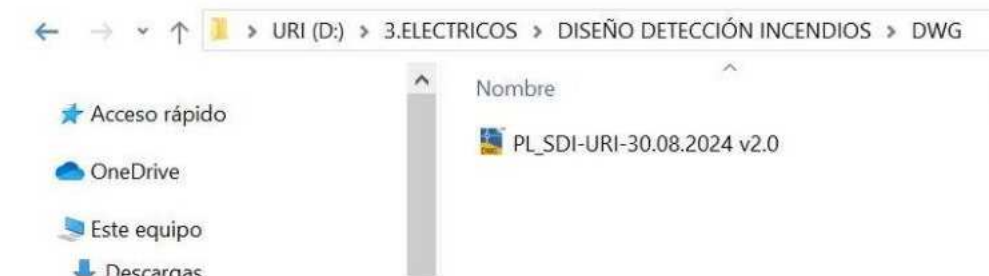 URI (D:) > 3.ELECTRICOS > DISEÑO DETECCIÓN INCENDIOS > DWG
Nombre
Acceso rápido
PL_SDI-URI-30.08.2024 v2.0
OneDrive
Este equipo
Descargas